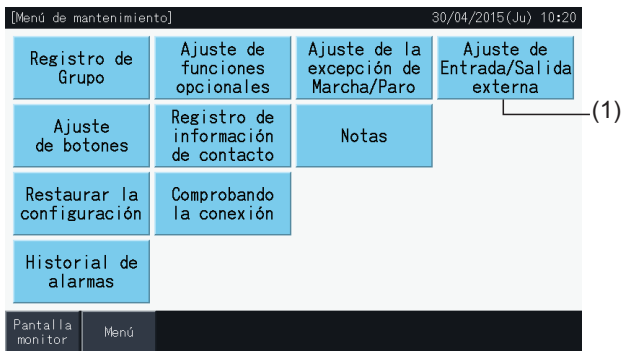 [Menú de mantenimiento] 30/04/2015(Ju) 10:20
Registro de
Grupo
Ajuste de
funciones
opcionales
Ajuste de la
excepción de
Marcha/Paro
Ajuste de
Entrada/Salida
externa
(1)
Ajuste
de botones
Registro de
información
de contacto
Notas
Restaurar la
configuración
Comprobando
la conexión
Historial de
alarmas
Pantalla
monitor
Menú